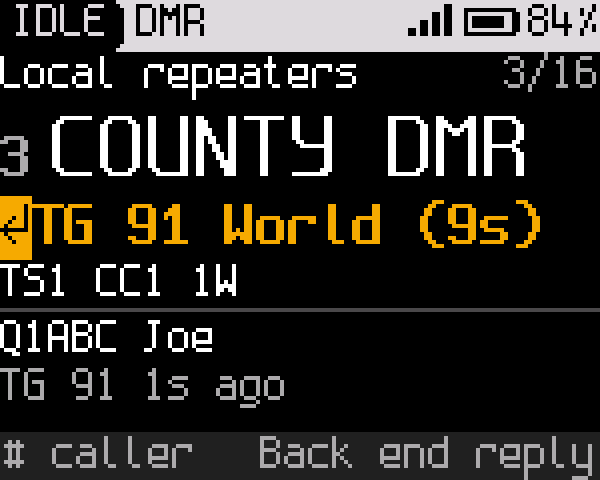 IDLE DMR 84%
Local repeaters 3/16
3 COUNTY DMR
TG 91 World (9s)
TS1 CC1 1W
Q1ABC Joe
TG 91 1s ago
# caller Back end reply